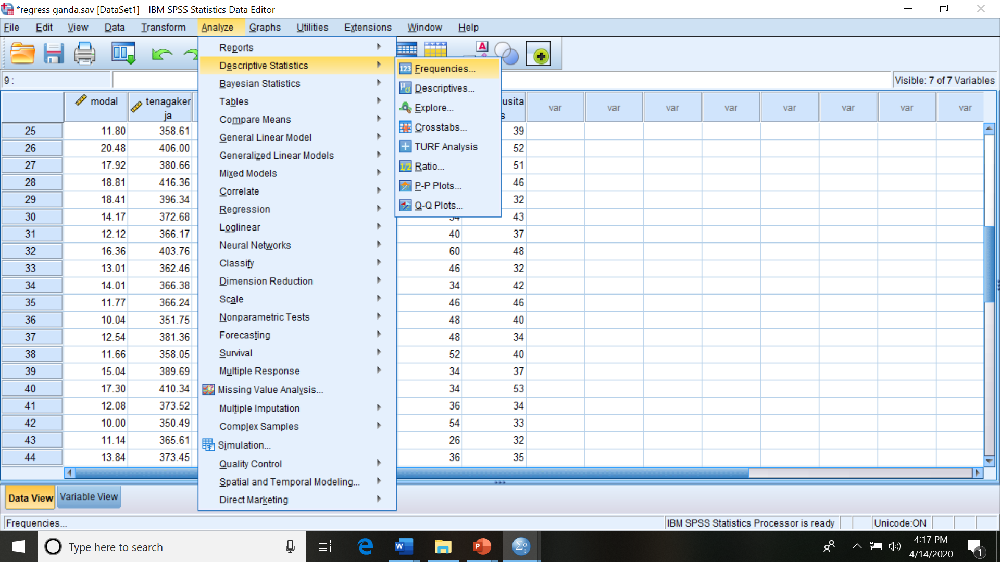 *regress ganda.sav [DataSet1] - IBM SPSS Statistics Data Editor
File Edit View Data Transform Analyze Graphs Utilities Extensions Window Help
9 :
Visible: 7 of 7 Variables
modal tenagaker usita var var var var var var var var
ja s
25 11.80 358.61 39
26 20.48 406.00 52
27 17.92 380.66 51
28 18.81 416.36 46
29 18.41 396.34 32
30 14.17 372.68 43
31 12.12 366.17 40 37
32 16.36 403.76 60 48
33 13.01 362.46 46 32
34 14.01 366.38 34 42
35 11.77 366.24 46 46
36 10.04 351.75 48 40
37 12.54 381.36 48 34
38 11.66 358.05 52 40
39 15.04 389.69 34 37
40 17.30 410.34 34 53
41 12.08 373.52 36 34
42 10.00 350.49 54 33
43 11.14 365.61 26 32
44 13.84 373.45 36 35
Reports
Descriptive Statistics
Bayesian Statistics
Tables
Compare Means
General Linear Model
Generalized Linear Models
Mixed Models
Correlate
Regression
Loglinear
Neural Networks
Classify
Dimension Reduction
Scale
Nonparametric Tests
Forecasting
Survival
Multiple Response
Missing Value Analysis...
Multiple Imputation
Complex Samples
Simulation...
Quality Control
Spatial and Temporal Modeling...
Direct Marketing
123 Frequencies...
Descriptives...
Explore...
Crosstabs...
TURF Analysis
1/2 Ratio...
P-P Plots...
Q-Q Plots...
Data View Variable View
Frequencies...
IBM SPSS Statistics Processor is ready
Unicode:ON
Type here to search
4:17 PM
4/14/2020
1